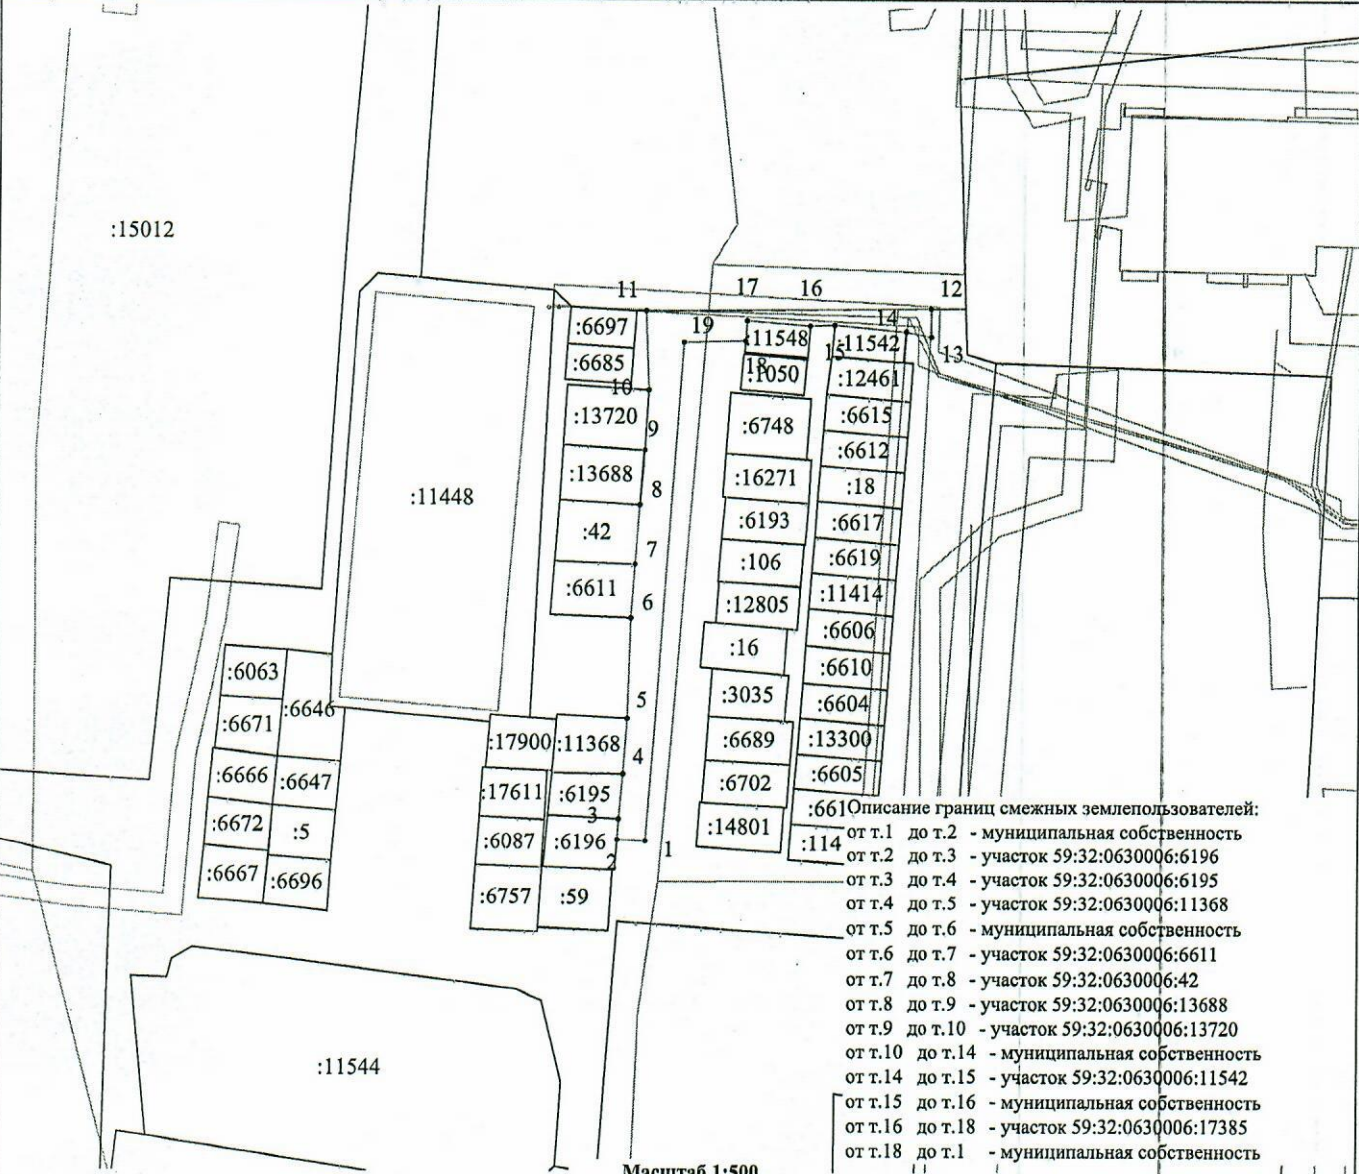 :15012
11 17 16 12
:6697 19 :11548 14 :11542 13
:6685 18 15
10 :1050 :12461
:13720 9 :6748 :6615
:6612
:13688 8 :16271 :18
:11448
:42 7 :6193 :6617
:106 :6619
:6611 6 :12805 :11414
:16 :6606
:6063 :6610
:6646 5 :3035 :6604
:6671 :17900 :11368 :6689 :13300
4
:6666 :6647 :17611 :6195 :6702 :6605
3 :661
:6672 :5 :6087 :6196 2 1 :14801 :114
:6667 :6696 :6757 :59
:11544
Описание границ смежных землепользователей:
от т.1 до т.2 - муниципальная собственность
от т.2 до т.3 - участок 59:32:0630006:6196
от т.3 до т.4 - участок 59:32:0630006:6195
от т.4 до т.5 - участок 59:32:0630006:11368
от т.5 до т.6 - муниципальная собственность
от т.6 до т.7 - участок 59:32:0630006:6611
от т.7 до т.8 - участок 59:32:0630006:42
от т.8 до т.9 - участок 59:32:0630006:13688
от т.9 до т.10 - участок 59:32:0630006:13720
от т.10 до т.14 - муниципальная собственность
от т.14 до т.15 - участок 59:32:0630006:11542
от т.15 до т.16 - муниципальная собственность
от т.16 до т.18 - участок 59:32:0630006:17385
от т.18 до т.1 - муниципальная собственность
Масштаб 1:500